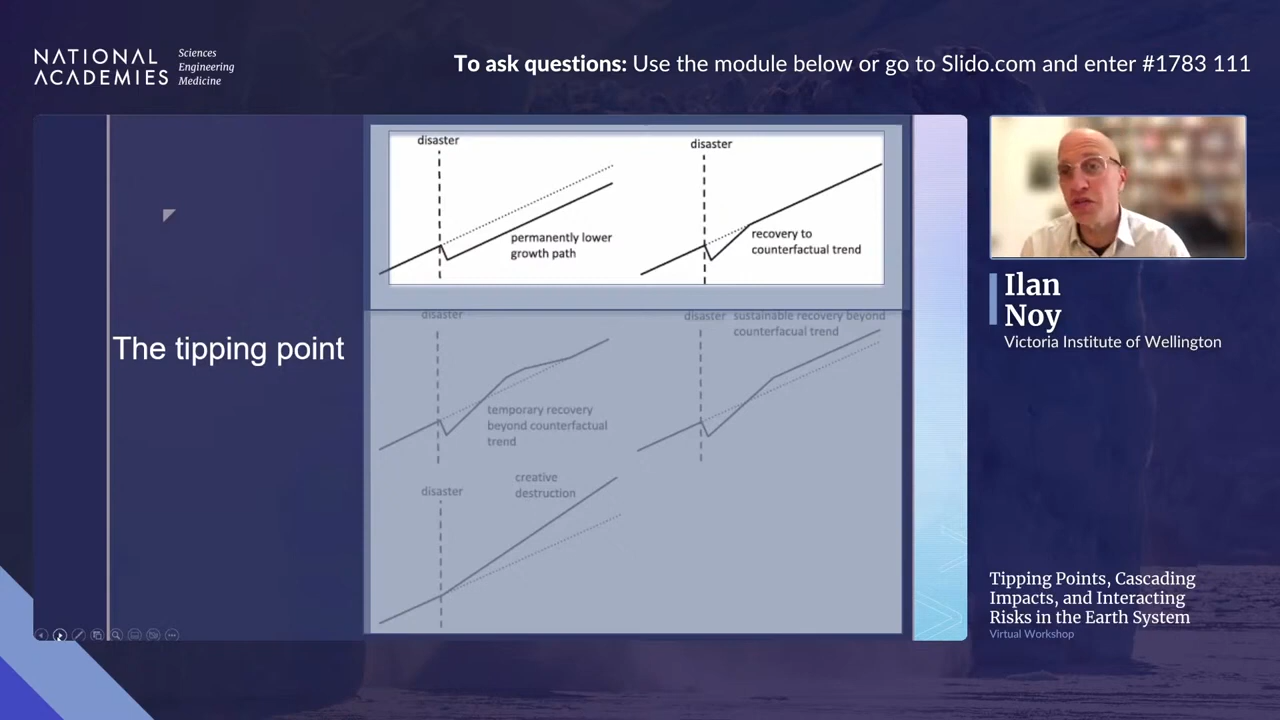 NATIONAL
ACADEMIES
Sciences
Engineering
Medicine
To ask questions: Use the module below or go to Slido.com and enter #1783 111
The tipping point
disaster
permanently lower
growth path
disaster
recovery to
counterfactual trend
disaster
temporary recovery
beyond counterfactual
trend
disaster
sustainable recovery beyond
counterfacual trend
disaster
creative
destruction
Ilan
Noy
Victoria Institute of Wellington
Tipping Points, Cascading
Impacts, and Interacting
Risks in the Earth System
Virtual Workshop